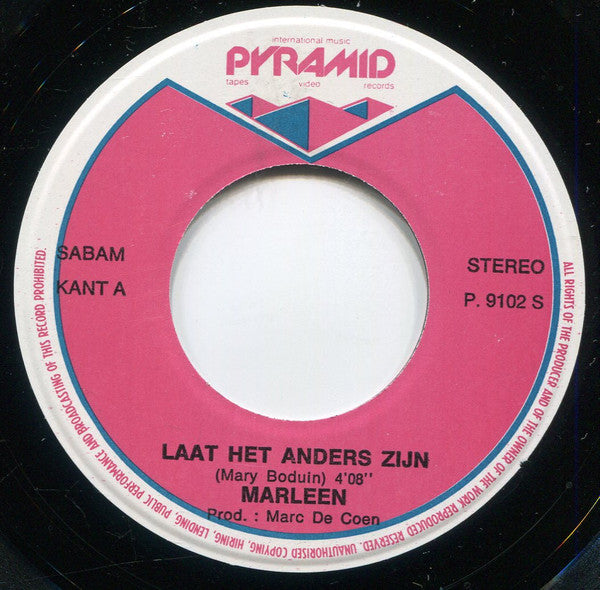 international music
PYRAMID
tapes video records
SABAM
KANT A
STEREO
P. 9102 S
LAAT HET ANDERS ZIJN
(Mary Boduin) 4'08''
MARLEEN
Prod. : Marc De Coen
ALL RIGHTS OF THE PRODUCER AND OF THE OWNER OF THE WORK REPRODUCED RESERVED. UNAUTHORISED COPYING, HIRING, LENDING, PUBLIC PERFORMANCE AND BROADCASTING OF THIS RECORD PROHIBITED.